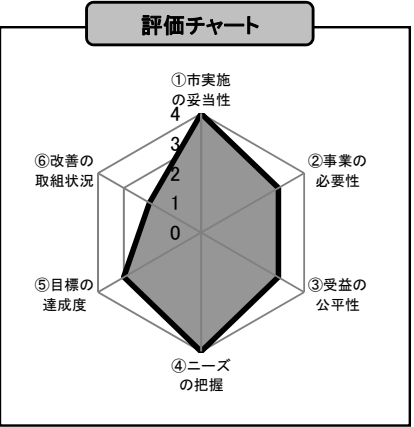 評価チャート
①市実施
の妥当性
②事業の
必要性
③受益の
公平性
④ニーズ
の把握
⑤目標の
達成度
⑥改善の
取組状況
4
3
2
1
0